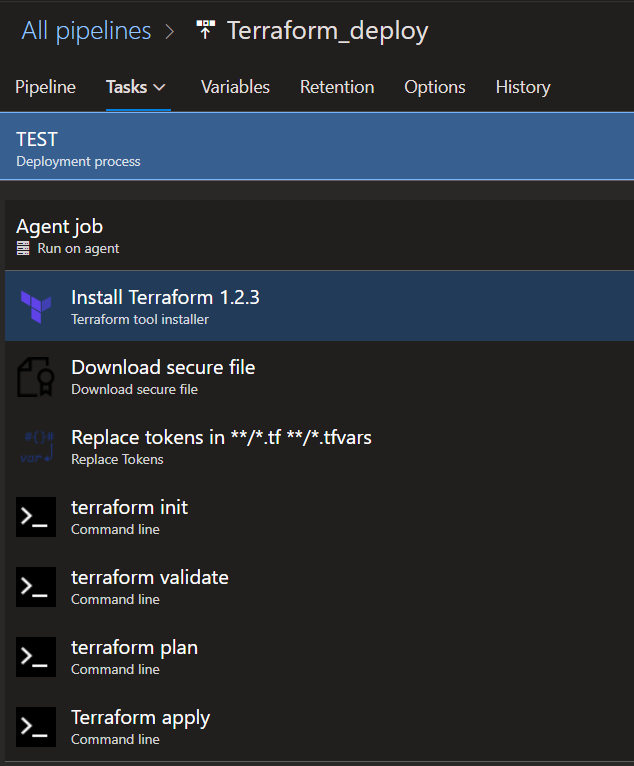 All pipelines > Terraform_deploy
Pipeline Tasks Variables Retention Options History
TEST
Deployment process
Agent job
Run on agent
Install Terraform 1.2.3
Terraform tool installer
Download secure file
Download secure file
#{}#
var
Replace tokens in **/*.tf **/*.tfvars
Replace Tokens
>_ terraform init
Command line
>_ terraform validate
Command line
>_ terraform plan
Command line
>_ Terraform apply
Command line